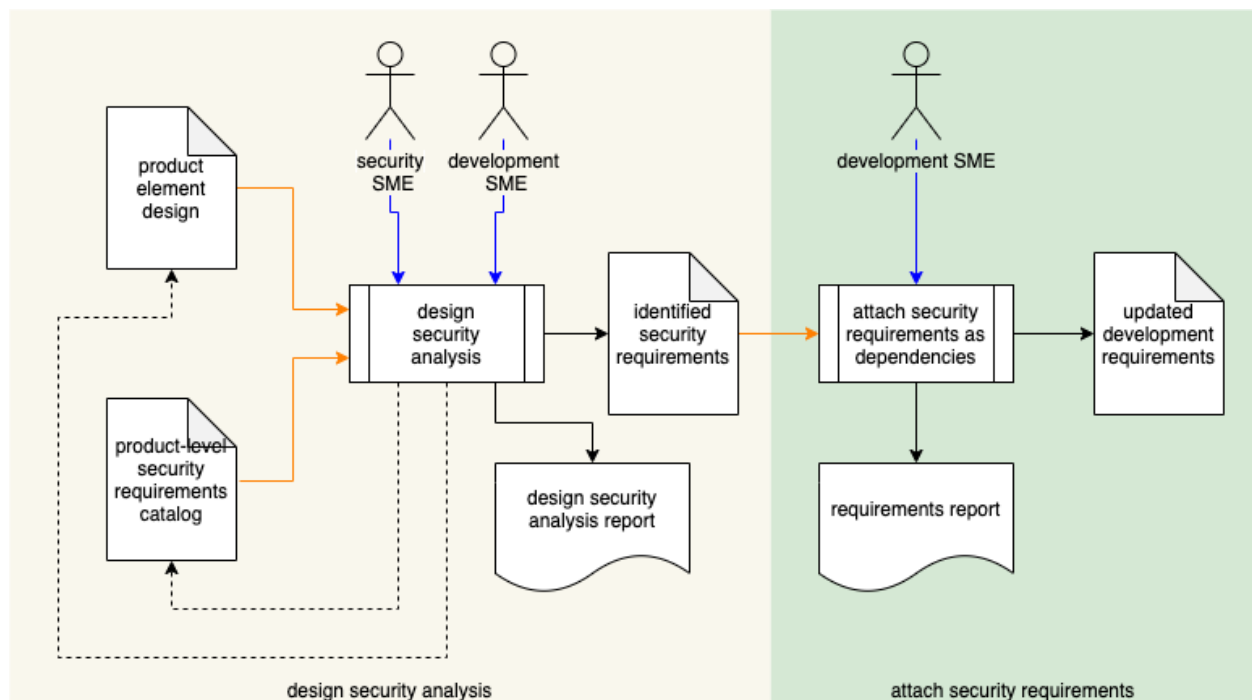 product
element
design
security
SME
development
SME
development SME
design
security
analysis
identified
security
requirements
attach security
requirements as
dependencies
updated
development
requirements
product-level
security
requirements
catalog
design security
analysis report
requirements report
design security analysis
attach security requirements